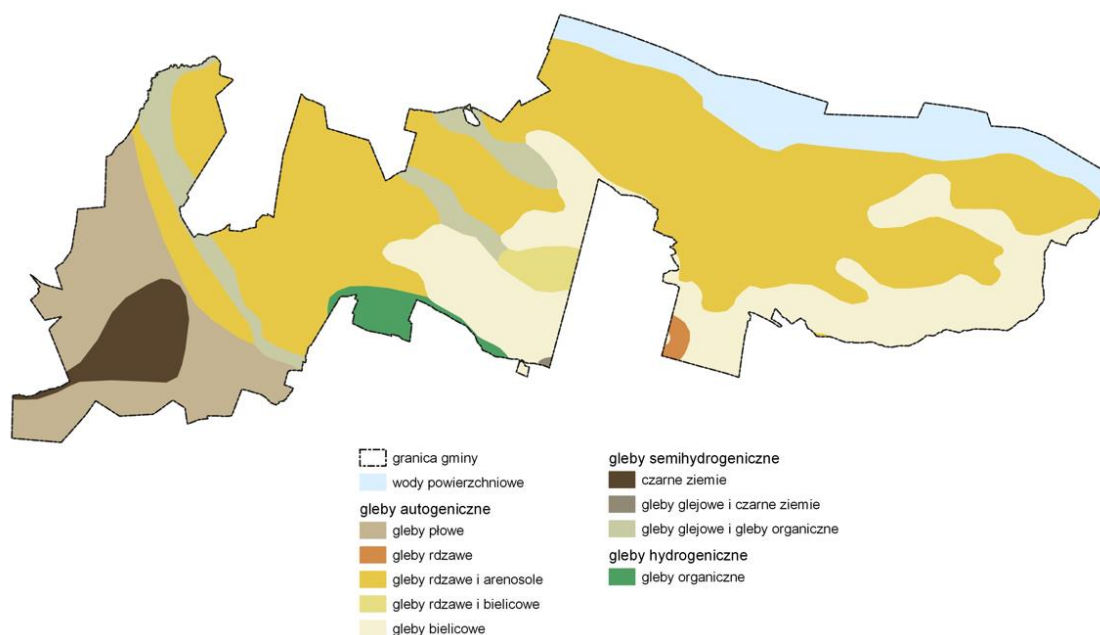 granica gminy
wody powierzchniowe
gleby autogeniczne
gleby płowe
gleby rdzawe
gleby rdzawe i arenosole
gleby rdzawe i bielicowe
gleby bielicowe
gleby semihydrogeniczne
czarne ziemie
gleby glejowe i czarne ziemie
gleby glejowe i gleby organiczne
gleby hydrogeniczne
gleby organiczne